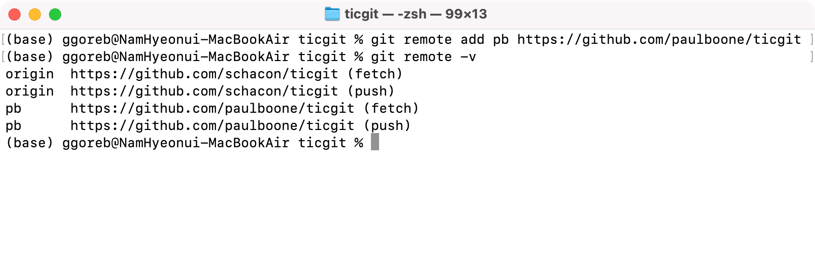 ticgit — -zsh — 99×13
(base) ggoreb@NamHyeonui-MacBookAir ticgit % git remote add pb https://github.com/paulboone/ticgit
(base) ggoreb@NamHyeonui-MacBookAir ticgit % git remote -v
origin  https://github.com/schacon/ticgit (fetch)
origin  https://github.com/schacon/ticgit (push)
pb      https://github.com/paulboone/ticgit (fetch)
pb      https://github.com/paulboone/ticgit (push)
(base) ggoreb@NamHyeonui-MacBookAir ticgit %